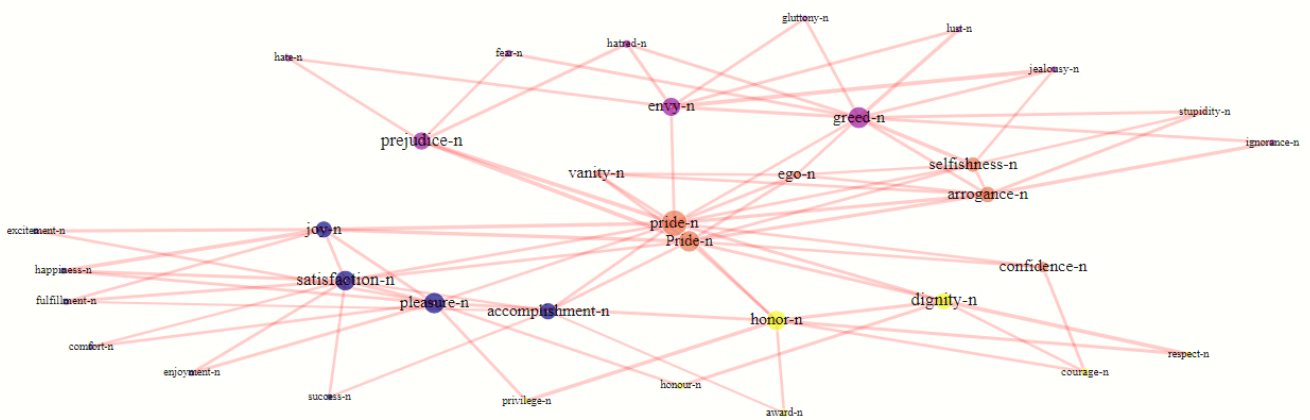 gluttony-n
lust-n
hatred-n
fear-n
hate-n
jealousy-n
envy-n
stupidity-n
greed-n
prejudice-n
ignorance-n
selfishness-n
vanity-n
ego-n
arrogance-n
pride-n
joy-n
excitement-n
Pride-n
happiness-n
confidence-n
satisfaction-n
fulfillment-n
pleasure-n
dignity-n
accomplishment-n
honor-n
comfort-n
respect-n
enjoyment-n
courage-n
honour-n
success-n
privilege-n
award-n